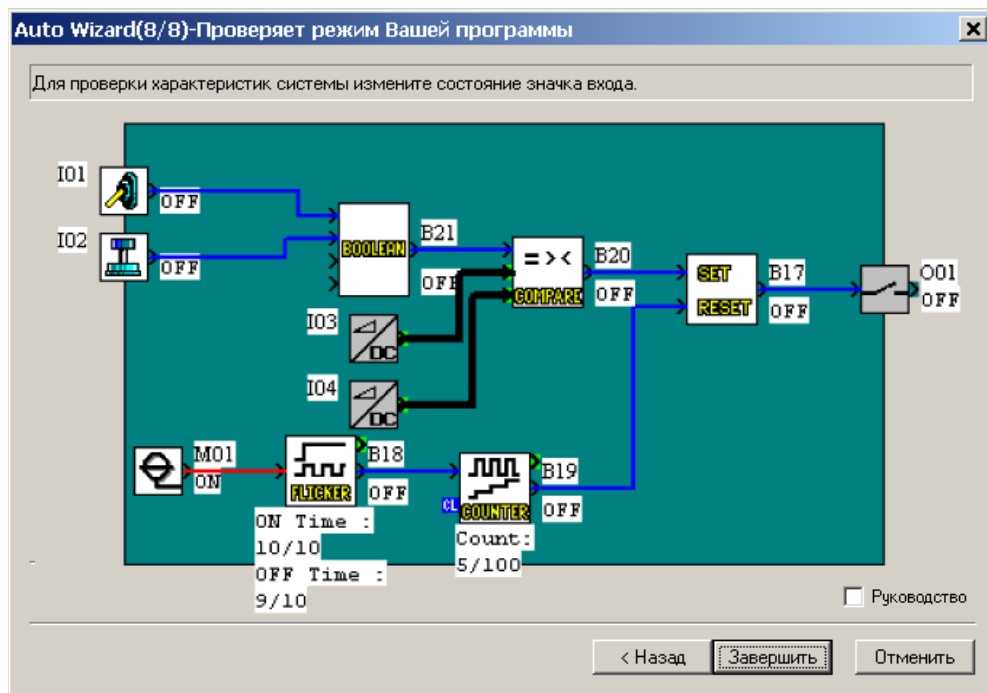 Auto Wizard(8/8)-Проверяет режим Вашей программы
Для проверки характеристик системы измените состояние значка входа.
I01
OFF
I02
OFF
BOOLEAN
B21
OFF
= ><
COMPARE
B20
OFF
SET
RESET
B17
OFF
O01
OFF
I03
DC
I04
DC
M01
ON
FLICKER
B18
OFF
ON Time :
10/10
OFF Time :
9/10
CL
COUNTER
B19
OFF
Count:
5/100
Руководство
< Назад
Завершить
Отменить